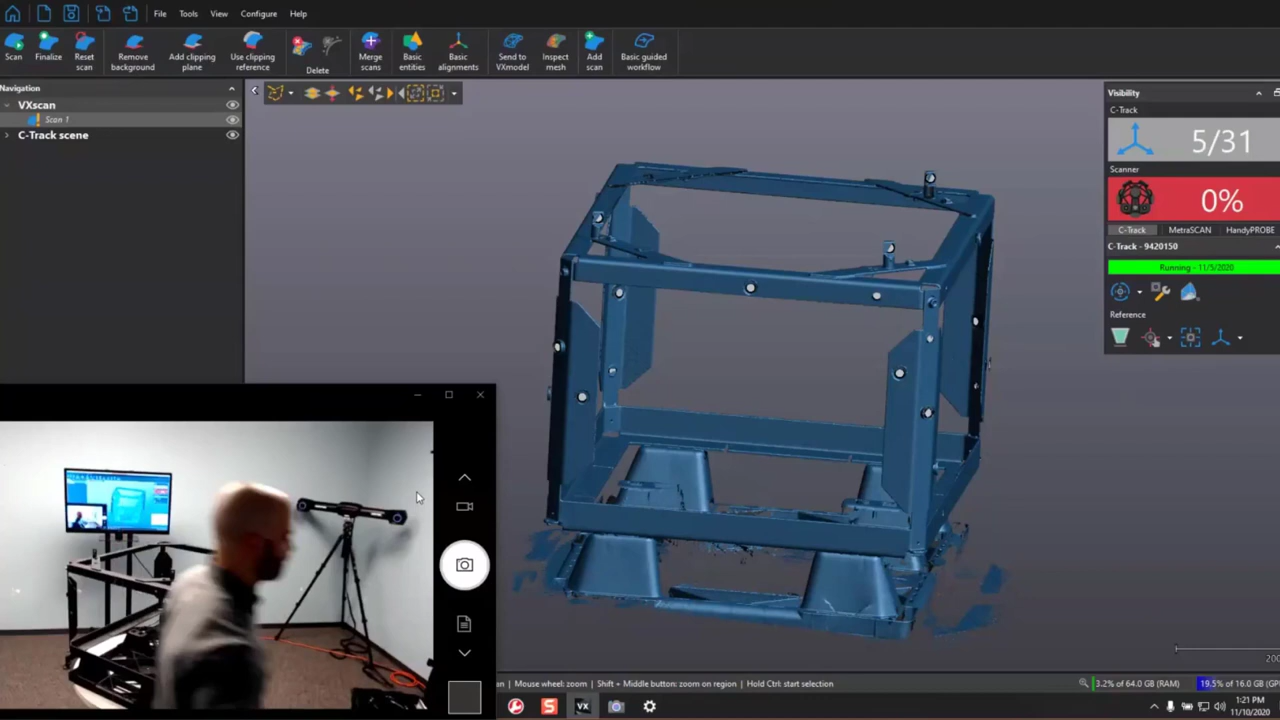 File Tools View Configure Help
Scan Finalize Reset scan Remove background Add clipping plane Use clipping reference Delete Merge scans Basic entities Basic alignments Send to VXmodel Inspect mesh Add scan Basic guided workflow
Navigation
VXscan
Scan 1
C-Track scene
Visibility
C-Track
5/31
Scanner
0%
C-Track MetraSCAN HandyPROBE
C-Track - 9420150
Running - 11/5/2020
Reference
200
Mouse wheel: zoom Shift + Middle button: zoom on region Hold Ctrl: start selection
3.2% of 64.0 GB (RAM) 19.5% of 16.0 GB (GP
VX
S
1:21 PM
11/10/2020